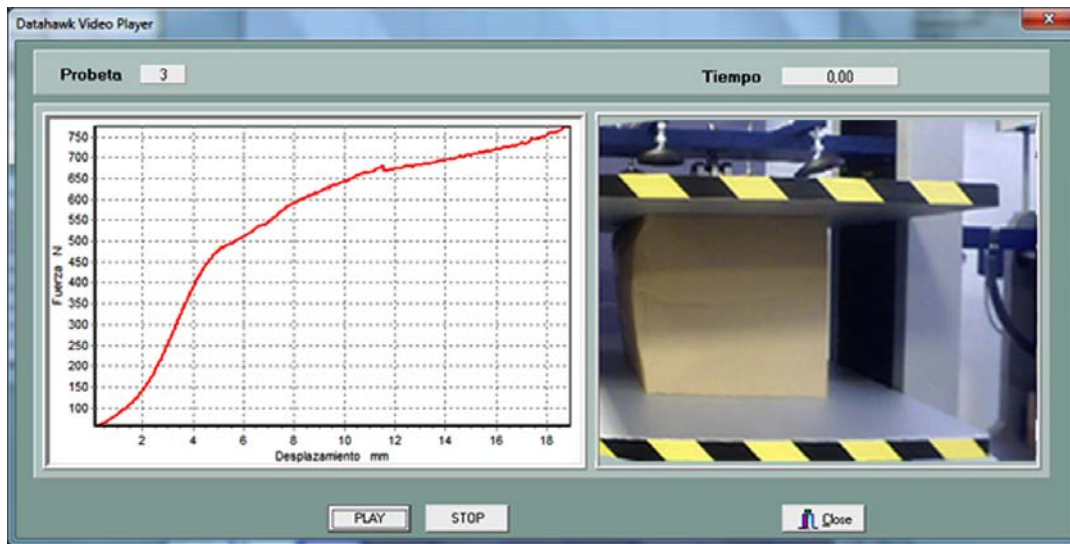 Datahawk Video Player
Probeta 3
Tiempo 0,00
750
700
650
600
550
500
450
400
350
300
250
200
150
100
Fuerza N
2 4 6 8 10 12 14 16 18
Desplazamiento mm
PLAY STOP Close